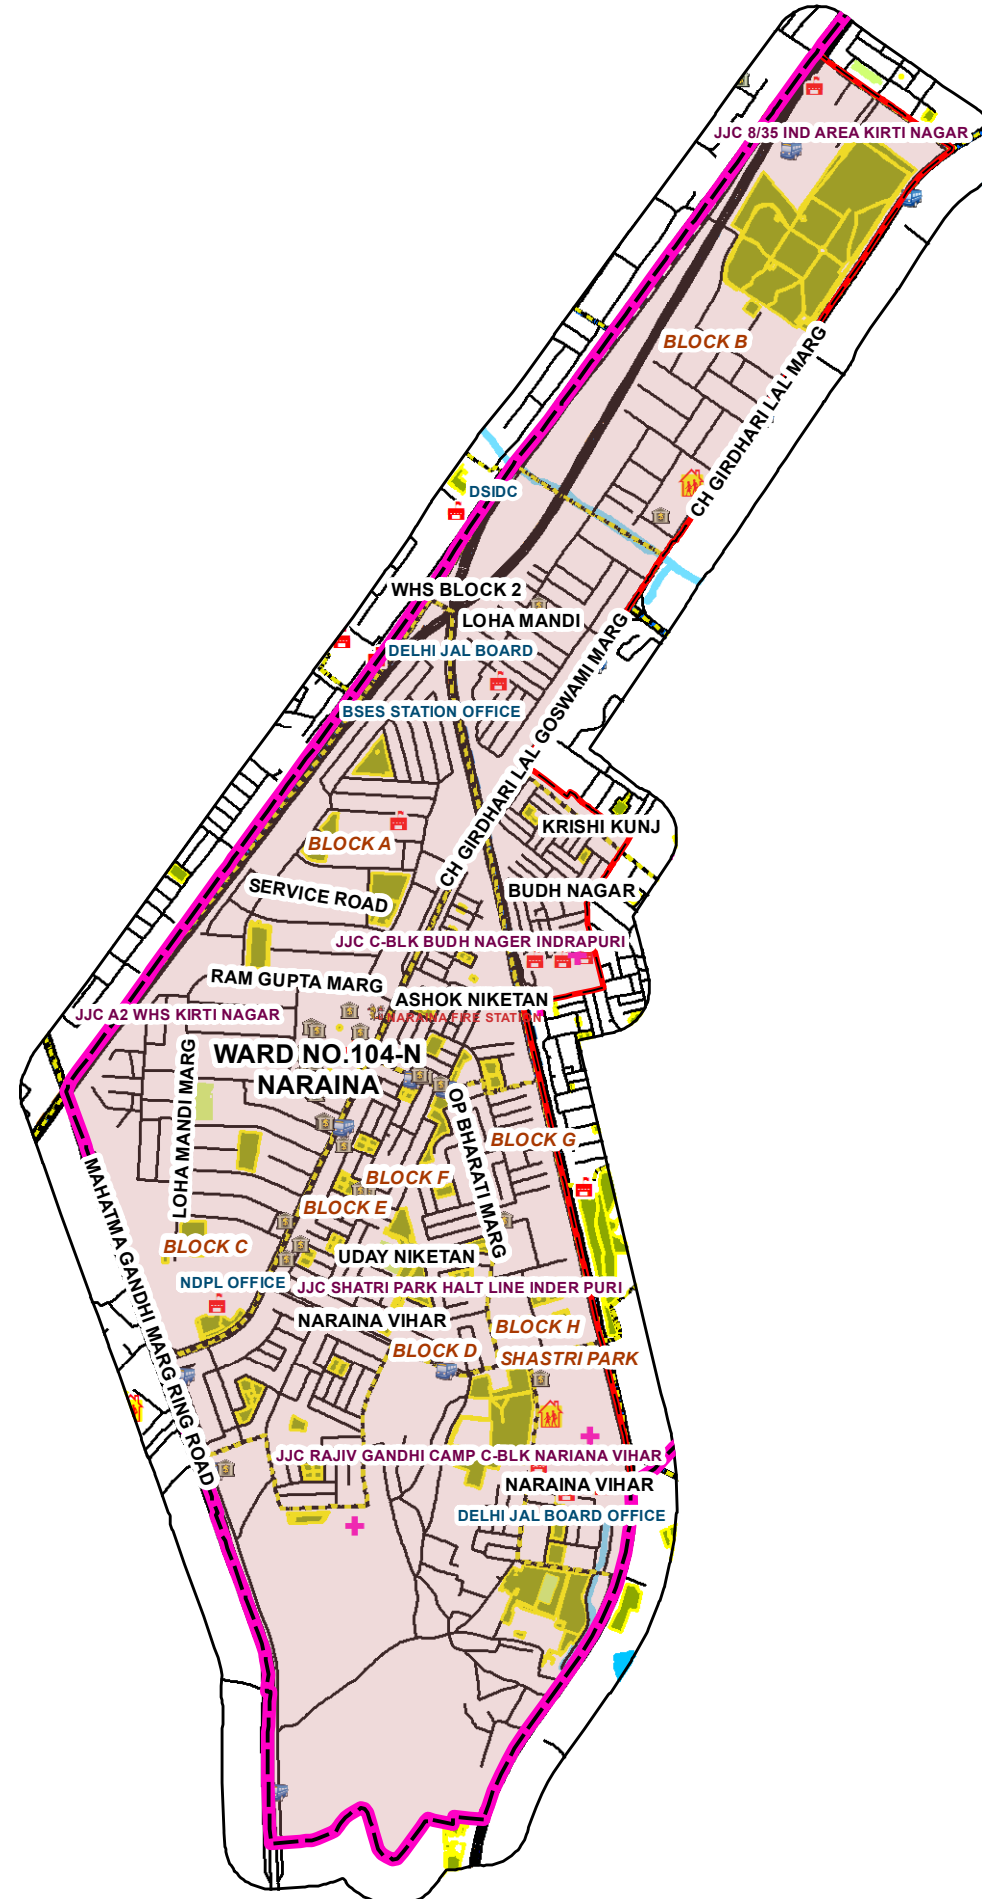 JJC 8/35 IND AREA KIRTI NAGAR
BLOCK B
CH GIRDHARI LAL MARG
DSIDC
WHS BLOCK 2
LOHA MANDI
DELHI JAL BOARD
BSES STATION OFFICE
CH GIRDHARI LAL GOSWAMI MARG
KRISHI KUNJ
BLOCK A
SERVICE ROAD
BUDH NAGAR
JJC C-BLK BUDH NAGER INDRAPURI
RAM GUPTA MARG
ASHOK NIKETAN
JJC A2 WHS KIRTI NAGAR
NARAINA FIRE STATION
WARD NO.104-N
NARAINA
LOHA MANDI MARG
OP BHARATI MARG
BLOCK G
MAHATMA GANDHI MARG RING ROAD
BLOCK F
BLOCK E
BLOCK C
UDAY NIKETAN
NDPL OFFICE
JJC SHATRI PARK HALT LINE INDER PURI
NARAINA VIHAR
BLOCK H
BLOCK D
SHASTRI PARK
JJC RAJIV GANDHI CAMP C-BLK NARIANA VIHAR
NARAINA VIHAR
DELHI JAL BOARD OFFICE